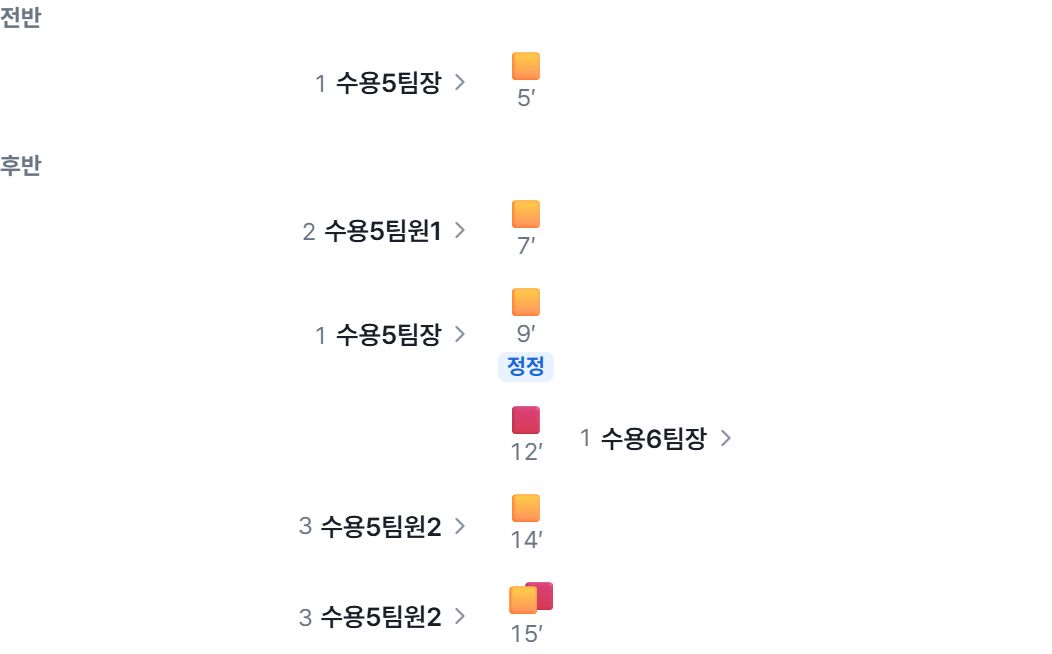 전반
1 수용5팀장
5′
후반
2 수용5팀원1
7′
1 수용5팀장
9′
정정
12′
1 수용6팀장
3 수용5팀원2
14′
3 수용5팀원2
15′